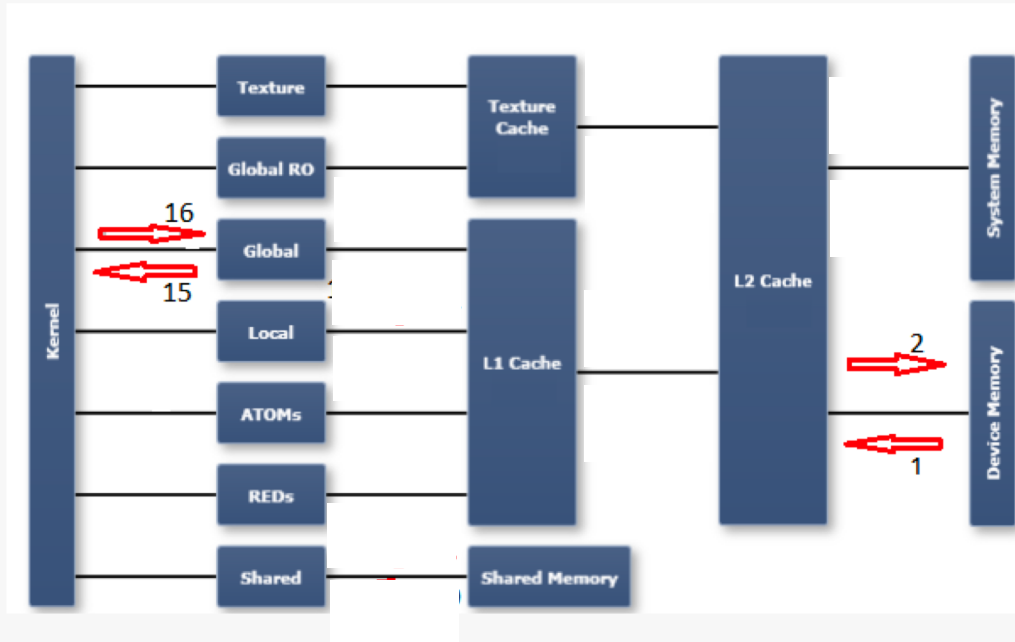 Kernel
Texture
Global RO
16
Global
15
Local
ATOMs
REDs
Shared
Texture
Cache
L1 Cache
Shared Memory
L2 Cache
System Memory
2
1
Device Memory